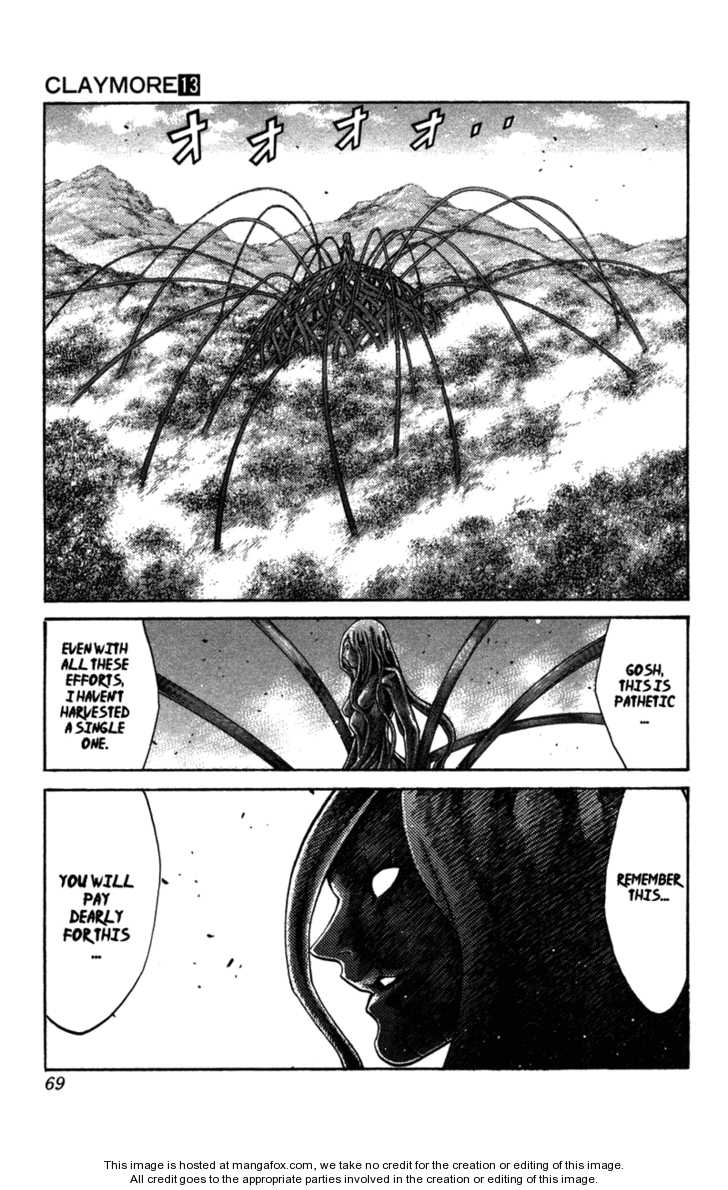 CLAYMORE 13
オ オ オ オ . . .
GOSH,
THIS IS
PATHETIC
...
EVEN WITH
ALL THESE
EFFORTS,
I HAVEN'T
HARVESTED
A SINGLE
ONE.
REMEMBER
THIS...
YOU WILL
PAY
DEARLY
FOR THIS
...
69
This image is hosted at mangafox.com, we take no credit for the creation or editing of this image.
All credit goes to the appropriate parties involved in the creation or editing of this image.